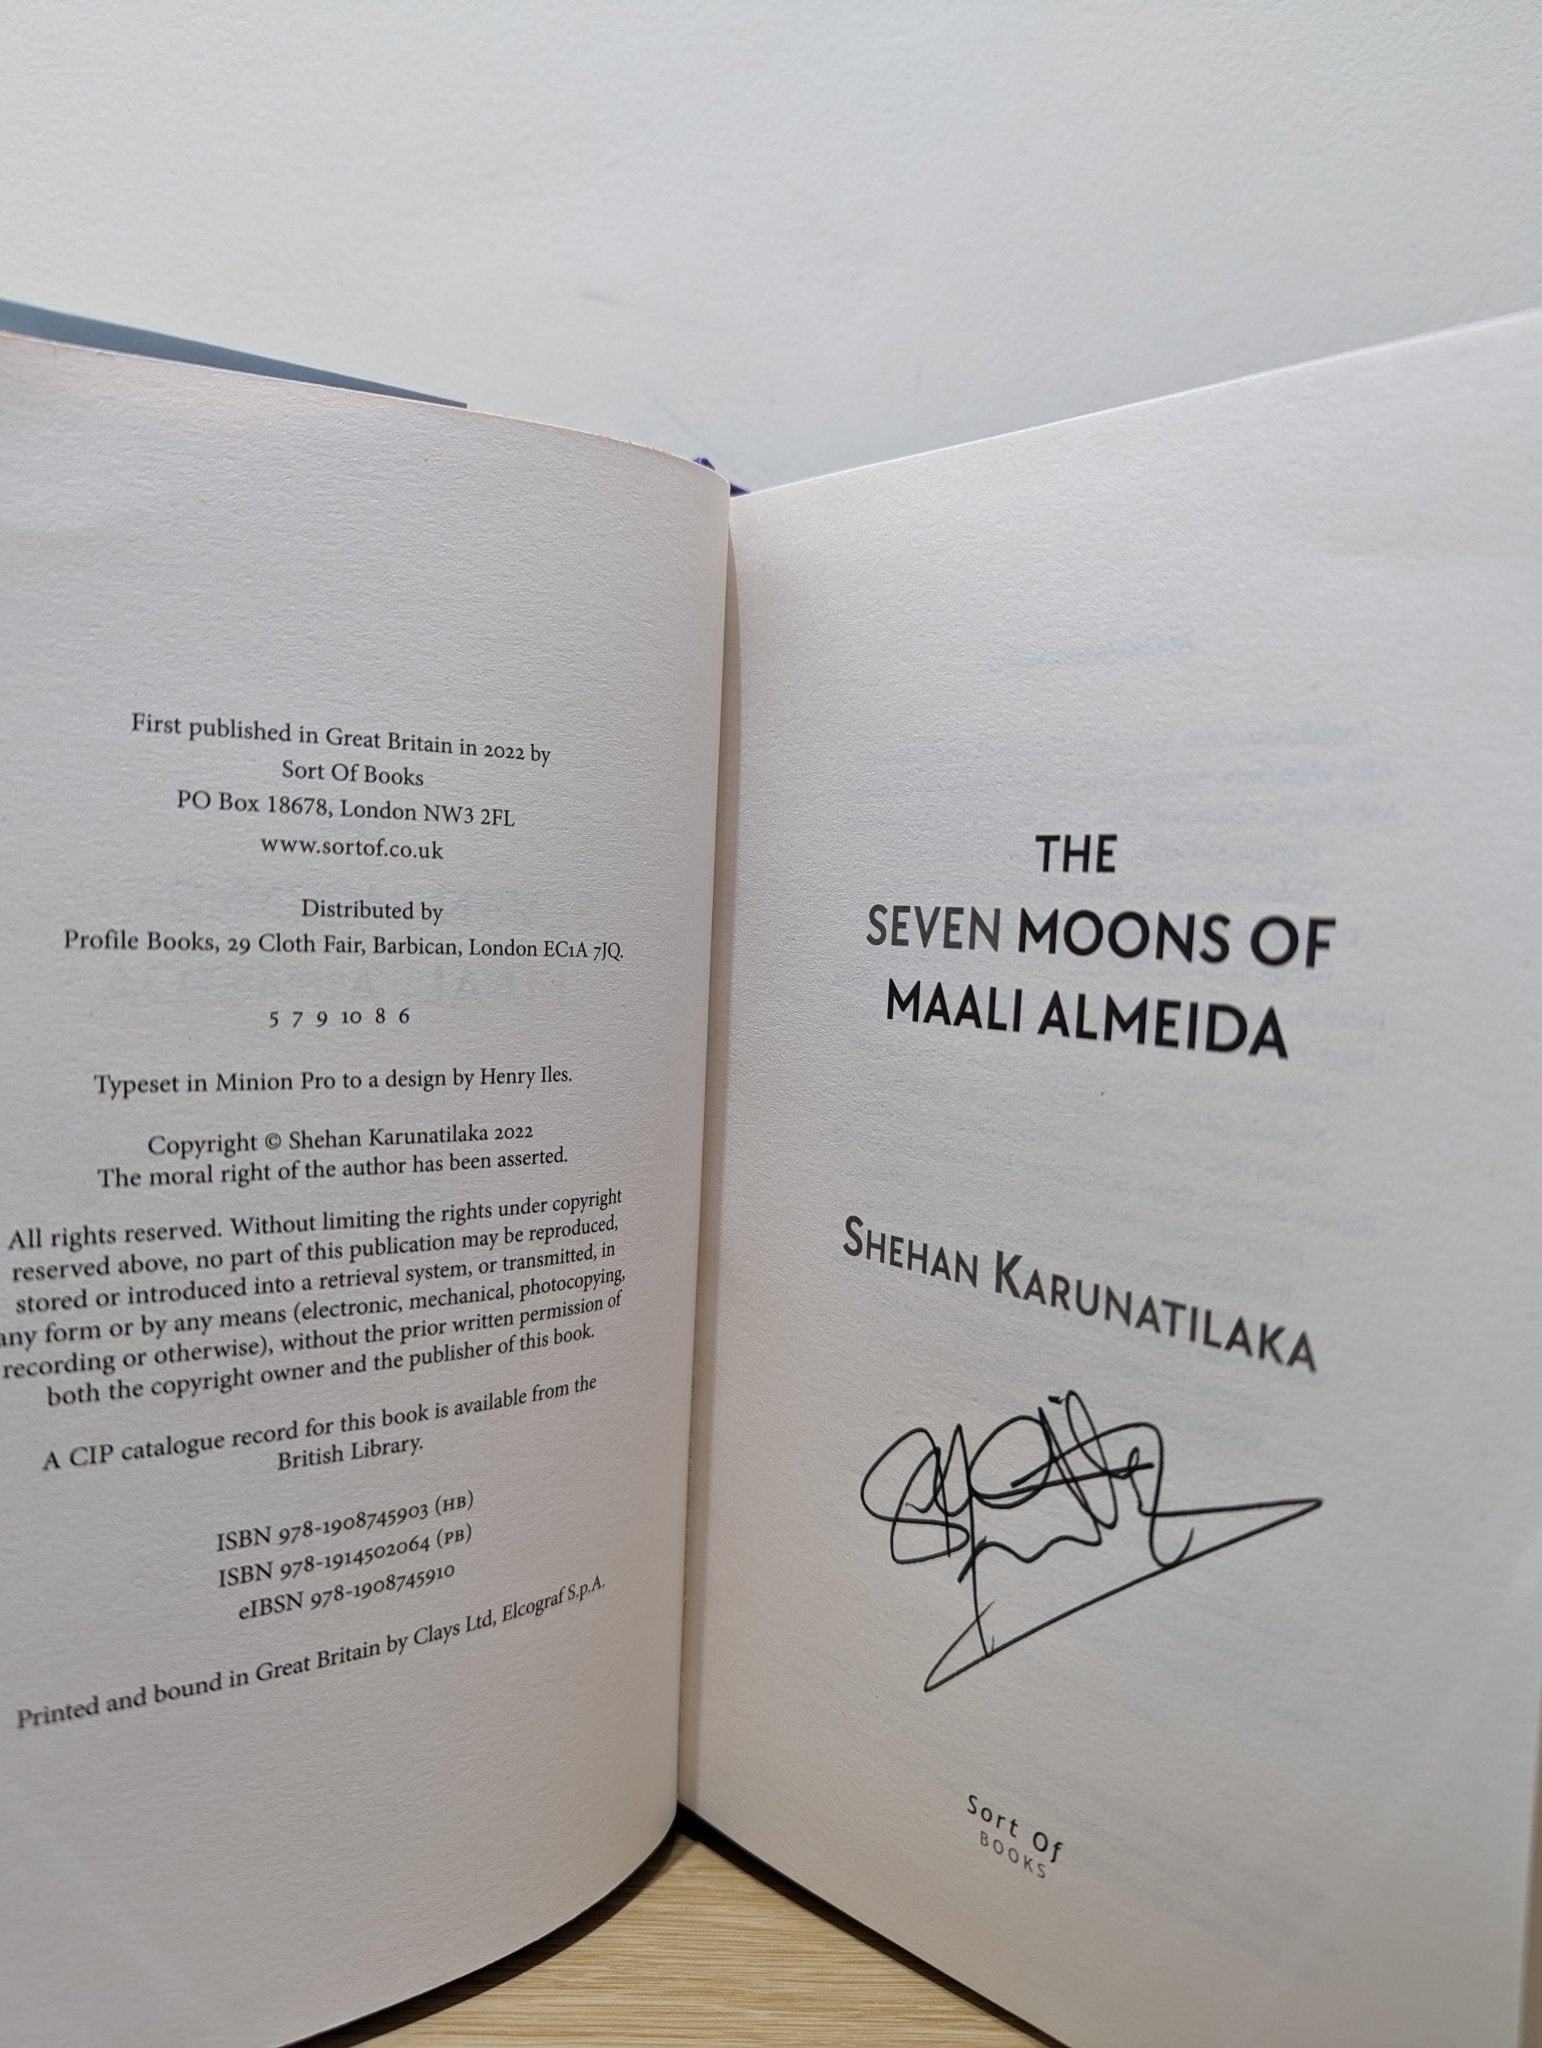 First published in Great Britain in 2022 by
Sort Of Books
PO Box 18678, London NW3 2FL
www.sortof.co.uk
Distributed by
Profile Books, 29 Cloth Fair, Barbican, London EC1A 7JQ.
5 7 9 10 8 6
Typeset in Minion Pro to a design by Henry Iles.
Copyright © Shehan Karunatilaka 2022
The moral right of the author has been asserted.
All rights reserved. Without limiting the rights under copyright
reserved above, no part of this publication may be reproduced,
stored or introduced into a retrieval system, or transmitted, in
any form or by any means (electronic, mechanical, photocopying,
recording or otherwise), without the prior written permission of
both the copyright owner and the publisher of this book.
A CIP catalogue record for this book is available from the
British Library.
ISBN 978-1908745903 (HB)
ISBN 978-1914502064 (PB)
eIBSN 978-1908745910
Printed and bound in Great Britain by Clays Ltd, Elcograf S.p.A.
THE
SEVEN MOONS OF
MAALI ALMEIDA
SHEHAN KARUNATILAKA
Sort Of
BOOKS